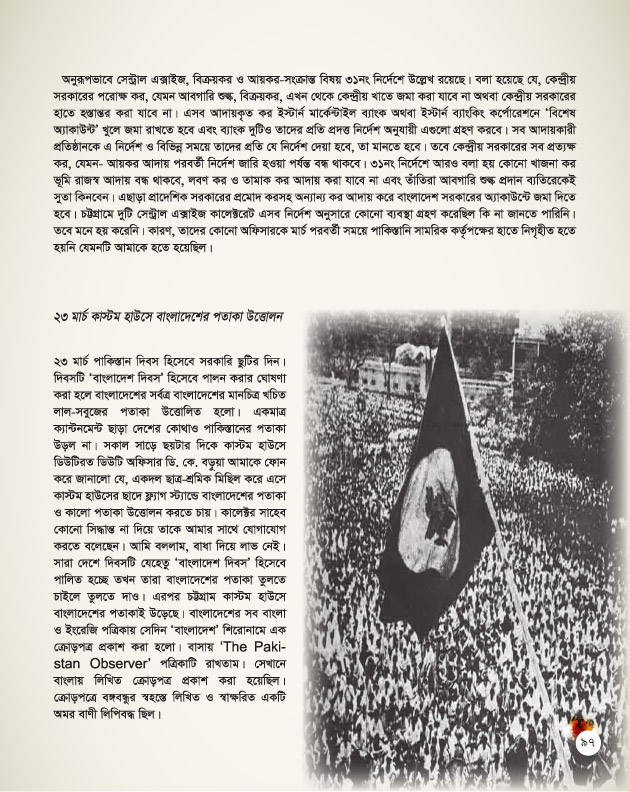 অনুরূপভাবে সেন্ট্রাল এক্সাইজ, বিক্রয়কর ও আয়কর-সংক্রান্ত বিষয় ৩১নং নির্দেশে উল্লেখ রয়েছে। বলা হয়েছে যে, কেন্দ্রীয়
সরকারের পরোক্ষ কর, যেমন আবগারি শুল্ক, বিক্রয়কর, এখন থেকে কেন্দ্রীয় খাতে জমা করা যাবে না অথবা কেন্দ্রীয় সরকারের
হাতে হস্তান্তর করা যাবে না। এসব আদায়কৃত কর ইস্টার্ন মার্কেন্টাইল ব্যাংক অথবা ইস্টার্ন ব্যাংকিং কর্পোরেশনে ‘বিশেষ
অ্যাকাউন্ট’ খুলে জমা রাখতে হবে এবং ব্যাংক দুটিও তাদের প্রতি প্রদত্ত নির্দেশ অনুযায়ী এগুলো গ্রহণ করবে। সব আদায়কারী
প্রতিষ্ঠানকে এ নির্দেশ ও বিভিন্ন সময়ে তাদের প্রতি যে নির্দেশ দেয়া হবে, তা মানতে হবে। তবে কেন্দ্রীয় সরকারের সব প্রত্যক্ষ
কর, যেমন- আয়কর আদায় পরবর্তী নির্দেশ জারি হওয়া পর্যন্ত বন্ধ থাকবে। ৩১নং নির্দেশে আরও বলা হয় কোনো খাজনা কর
ভূমি রাজস্ব আদায় বন্ধ থাকবে, লবণ কর ও তামাক কর আদায় করা যাবে না এবং তাঁতিরা আবগারি শুল্ক প্রদান ব্যতিরেকেই
সুতা কিনবেন। এছাড়া প্রাদেশিক সরকারের প্রমোদ করসহ অন্যান্য কর আদায় করে বাংলাদেশ সরকারের অ্যাকাউন্টে জমা দিতে
হবে। চট্টগ্রামে দুটি সেন্ট্রাল এক্সাইজ কালেক্টরেট এসব নির্দেশ অনুসারে কোনো ব্যবস্থা গ্রহণ করেছিল কি না জানতে পারিনি।
তবে মনে হয় করেনি। কারণ, তাদের কোনো অফিসারকে মার্চ পরবর্তী সময়ে পাকিস্তানি সামরিক কর্তৃপক্ষের হাতে নিগৃহীত হতে
হয়নি যেমনটি আমাকে হতে হয়েছিল।
২৩ মার্চ কাস্টম হাউসে বাংলাদেশের পতাকা উত্তোলন
২৩ মার্চ পাকিস্তান দিবস হিসেবে সরকারি ছুটির দিন।
দিবসটি ‘বাংলাদেশ দিবস’ হিসেবে পালন করার ঘোষণা
করা হলে বাংলাদেশের সর্বত্র বাংলাদেশের মানচিত্র খচিত
লাল-সবুজের পতাকা উত্তোলিত হলো। একমাত্র
ক্যান্টনমেন্ট ছাড়া দেশের কোথাও পাকিস্তানের পতাকা
উড়ল না। সকাল সাড়ে ছয়টার দিকে কাস্টম হাউসে
ডিউটিরত ডিউটি অফিসার ডি. কে. বড়ুয়া আমাকে ফোন
করে জানালো যে, একদল ছাত্র-শ্রমিক মিছিল করে এসে
কাস্টম হাউসের ছাদে ফ্ল্যাগ স্ট্যান্ডে বাংলাদেশের পতাকা
ও কালো পতাকা উত্তোলন করতে চায়। কালেক্টর সাহেব
কোনো সিদ্ধান্ত না দিয়ে তাকে আমার সাথে যোগাযোগ
করতে বলেছেন। আমি বললাম, বাধা দিয়ে লাভ নেই।
সারা দেশে দিবসটি যেহেতু ‘বাংলাদেশ দিবস’ হিসেবে
পালিত হচ্ছে তখন তারা বাংলাদেশের পতাকা তুলতে
চাইলে তুলতে দাও। এরপর চট্টগ্রাম কাস্টম হাউসে
বাংলাদেশের পতাকাই উড়েছে। বাংলাদেশের সব বাংলা
ও ইংরেজি পত্রিকায় সেদিন ‘বাংলাদেশ’ শিরোনামে এক
ক্রোড়পত্র প্রকাশ করা হলো। বাসায় ‘The Paki-
stan Observer’ পত্রিকাটি রাখতাম। সেখানে
বাংলায় লিখিত ক্রোড়পত্র প্রকাশ করা হয়েছিল।
ক্রোড়পত্রে বঙ্গবন্ধুর স্বহস্তে লিখিত ও স্বাক্ষরিত একটি
অমর বাণী লিপিবদ্ধ ছিল।
৯৭